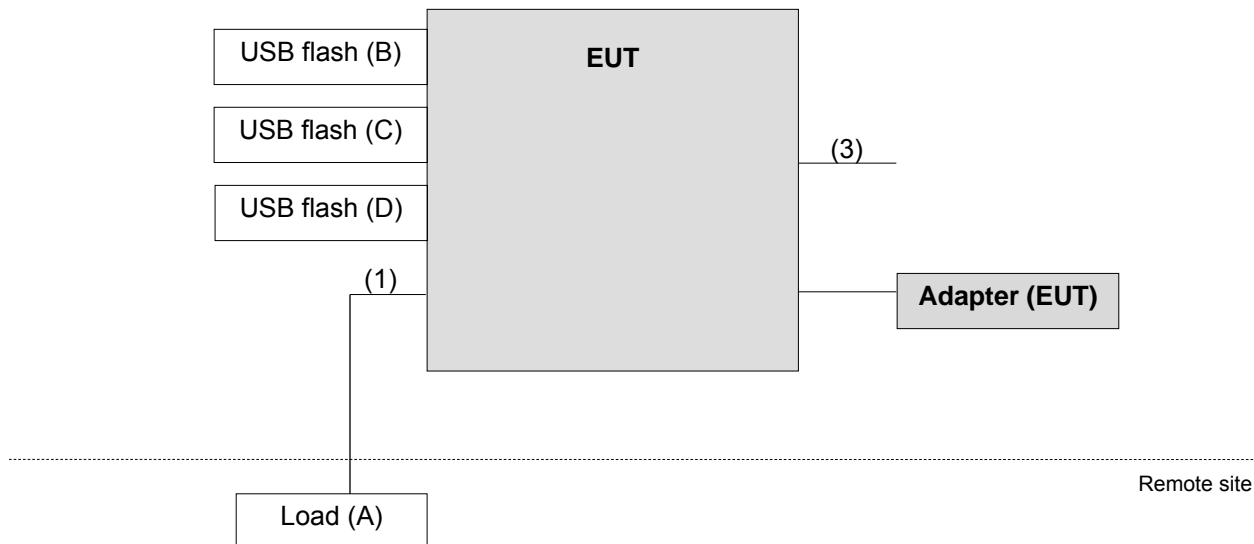 USB flash (B)
EUT
USB flash (C)
(3)
USB flash (D)
(1)
Adapter (EUT)
Remote site
Load (A)